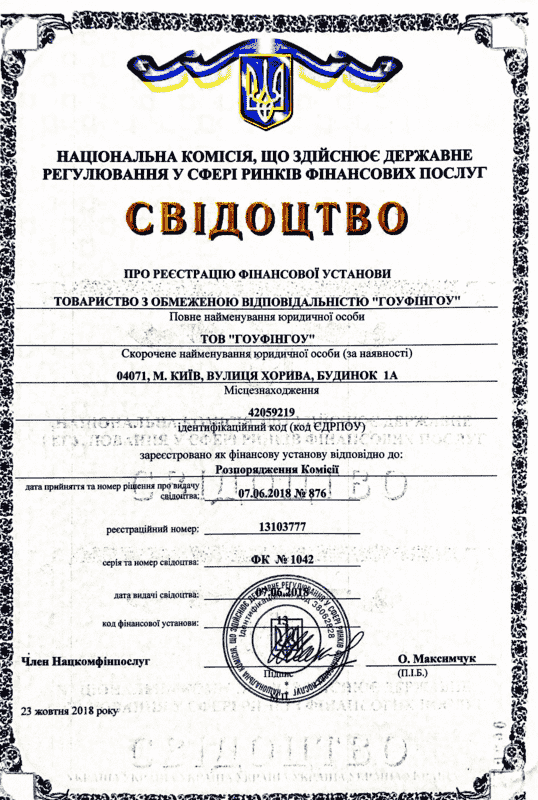 НАЦІОНАЛЬНА КОМІСІЯ, ЩО ЗДІЙСНЮЄ ДЕРЖАВНЕ
РЕГУЛЮВАННЯ У СФЕРІ РИНКІВ ФІНАНСОВИХ ПОСЛУГ
СВІДОЦТВО
ПРО РЕЄСТРАЦІЮ ФІНАНСОВОЇ УСТАНОВИ
ТОВАРИСТВО З ОБМЕЖЕНОЮ ВІДПОВІДАЛЬНІСТЮ "ГОУФІНГОУ"
Повне найменування юридичної особи
ТОВ "ГОУФІНГОУ"
Скорочене найменування юридичної особи (за наявності)
04071, М. КИЇВ, ВУЛИЦЯ ХОРИВА, БУДИНОК 1А
Місцезнаходження
42059219
ідентифікаційний код (код ЄДРПОУ)
зареєстровано як фінансову установу відповідно до:
Розпорядження Комісії
дата прийняття та номер рішення про видачу
свідоцтва: 07.06.2018 № 876
реєстраційний номер: 13103777
серія та номер свідоцтва: ФК № 1042
дата видачі свідоцтва: 07.06.2018
код фінансової установи: 13
Член Нацкомфінпослуг
О. Максимчук
Підпис
(П.І.Б.)
М.П.
23 жовтня 2018 року